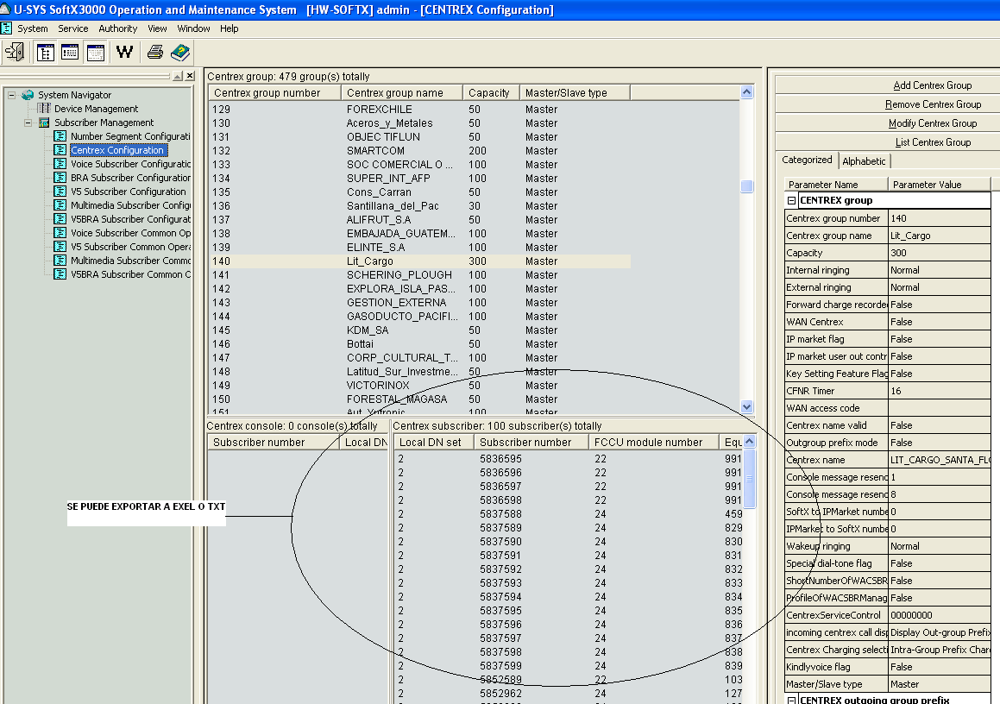 U-SYS SoftX3000 Operation and Maintenance System [HW-SOFTX] admin - [CENTREX Configuration]
System Service Authority View Window Help
W
System Navigator
Device Management
Subscriber Management
Number Segment Configurati
Centrex Configuration
Voice Subscriber Configuratic
BRA Subscriber Configuration
V5 Subscriber Configuration
Multimedia Subscriber Config
V5BRA Subscriber Configurat
Voice Subscriber Common Op
V5 Subscriber Common Opera
Multimedia Subscriber Commc
V5BRA Subscriber Common C
Centrex group: 479 group(s) totally
Centrex group number Centrex group name Capacity Master/Slave type
129 FOREXCHILE 50 Master
130 Aceros_y_Metales 50 Master
131 OBJEC TIFLUN 50 Master
132 SMARTCOM 200 Master
133 SOC COMERCIAL O ... 100 Master
134 SUPER_INT_AFP 100 Master
135 Cons_Carran 50 Master
136 Santillana_del_Pac 30 Master
137 ALIFRUT_S.A 50 Master
138 EMBAJADA_GUATEM... 100 Master
139 ELINTE_S.A 100 Master
140 Lit_Cargo 300 Master
141 SCHERING_PLOUGH 100 Master
142 EXPLORA_ISLA_PAS... 100 Master
143 GESTION_EXTERNA 100 Master
144 GASODUCTO_PACIFI... 100 Master
145 KDM_SA 50 Master
146 Bottai 50 Master
147 CORP_CULTURAL_T... 100 Master
148 Latitud_Sur_Investme... 50 Master
149 VICTORINOX 50 Master
150 FORESTAL_MAGASA 50 Master
151 Aut_Xutronic 100 Master
Centrex console: 0 console(s) totally
Subscriber number Local DN
SE PUEDE EXPORTAR A EXEL O TXT
Centrex subscriber: 100 subscriber(s) totally
Local DN set Subscriber number FCCU module number Equ
2 5836595 22 991
2 5836596 22 991
2 5836597 22 991
2 5836598 22 991
2 5837588 24 459
2 5837589 24 829
2 5837590 24 830
2 5837591 24 831
2 5837592 24 832
2 5837593 24 833
2 5837594 24 834
2 5837595 24 835
2 5837596 24 836
2 5837597 24 837
2 5837598 24 838
2 5837599 24 839
2 5852589 22 103
2 5852962 24 127
Add Centrex Group
Remove Centrex Group
Modify Centrex Group
List Centrex Group
Categorized Alphabetic
Parameter Name Parameter Value
CENTREX group
Centrex group number 140
Centrex group name Lit_Cargo
Capacity 300
Internal ringing Normal
External ringing Normal
Forward charge recorded False
WAN Centrex False
IP market flag False
IP market user out contr False
Key Setting Feature Flag False
CFNR Timer 16
WAN access code
Centrex name valid False
Outgroup prefix mode False
Centrex name LIT_CARGO_SANTA_FLO
Console message resend 1
Console message resend 8
SoftX to IPMarket numbe 0
IPMarket to SoftX numbe 0
Wakeup ringing Normal
Special dial-tone flag False
ShortNumberOfWACSBR False
ProfileOfWACSBRManag False
CentrexServiceControl 00000000
incoming centrex call disp Display Out-group Prefix
Centrex Charging selecti Intra-Group Prefix Char
Kindlyvoice flag False
Master/Slave type Master
CENTREX outgoing group prefix